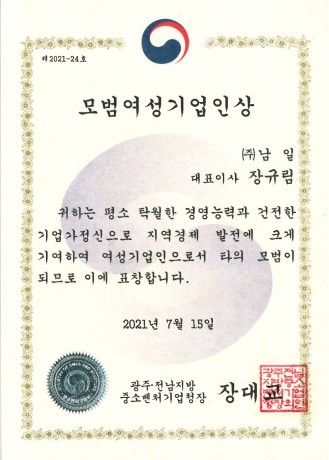 제2021-24호
모범여성기업인상
㈜남 일
대표이사 장규림
귀하는 평소 탁월한 경영능력과 건전한
기업가정신으로 지역경제 발전에 크게
기여하여 여성기업인으로서 타의 모범이
되므로 이에 표창합니다.
2021년 7월 15일
광주·전남지방
중소벤처기업청장 장대교